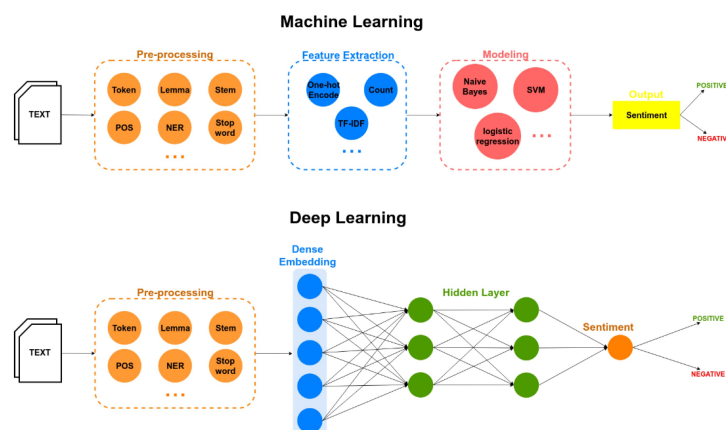 Machine Learning
Pre-processing
Feature Extraction
Modeling
Token
Lemma
Stem
One-hot
Encode
Count
Naive
Bayes
SVM
Output
POSITIVE
TEXT
Sentiment
POS
NER
Stop
word
TF-IDF
logistic
regression
NEGATIVE
Deep Learning
Dense
Embedding
Pre-processing
Hidden Layer
Token
Lemma
Stem
Sentiment
POSITIVE
TEXT
POS
NER
Stop
word
NEGATIVE